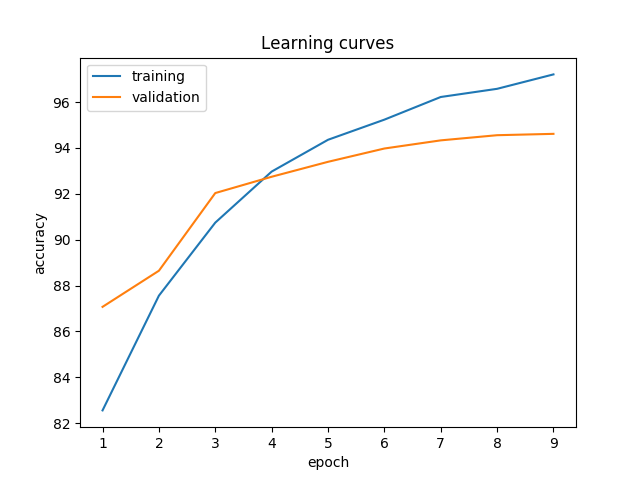 Learning curves
training
validation
accuracy
96
94
92
90
88
86
84
82
1 2 3 4 5 6 7 8 9
epoch